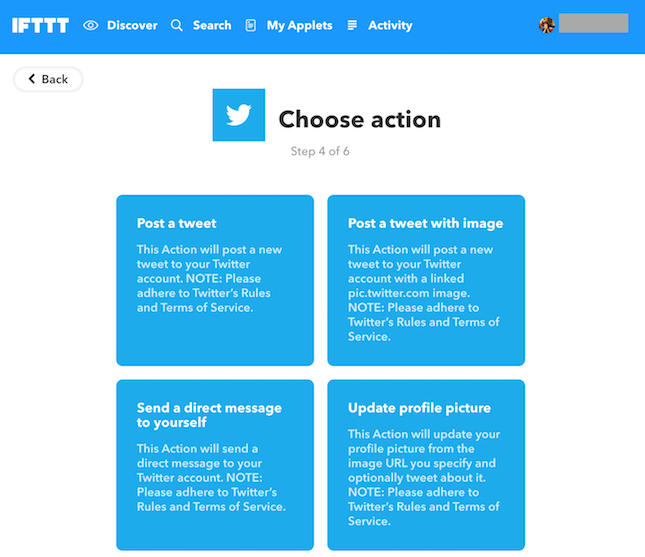 IFTTT Discover Search My Applets Activity
Back
Choose action
Step 4 of 6
Post a tweet
This Action will post a new
tweet to your Twitter
account. NOTE: Please
adhere to Twitter's Rules
and Terms of Service.
Post a tweet with image
This Action will post a new
tweet to your Twitter
account with a linked
pic.twitter.com image.
NOTE: Please adhere to
Twitter's Rules and Terms of
Service.
Send a direct message
to yourself
This Action will send a
direct message to your
Twitter account. NOTE:
Please adhere to Twitter's
Rules and Terms of Service.
Update profile picture
This Action will update your
profile picture from the
image URL you specify and
optionally tweet about it.
NOTE: Please adhere to
Twitter's Rules and Terms of
Service.